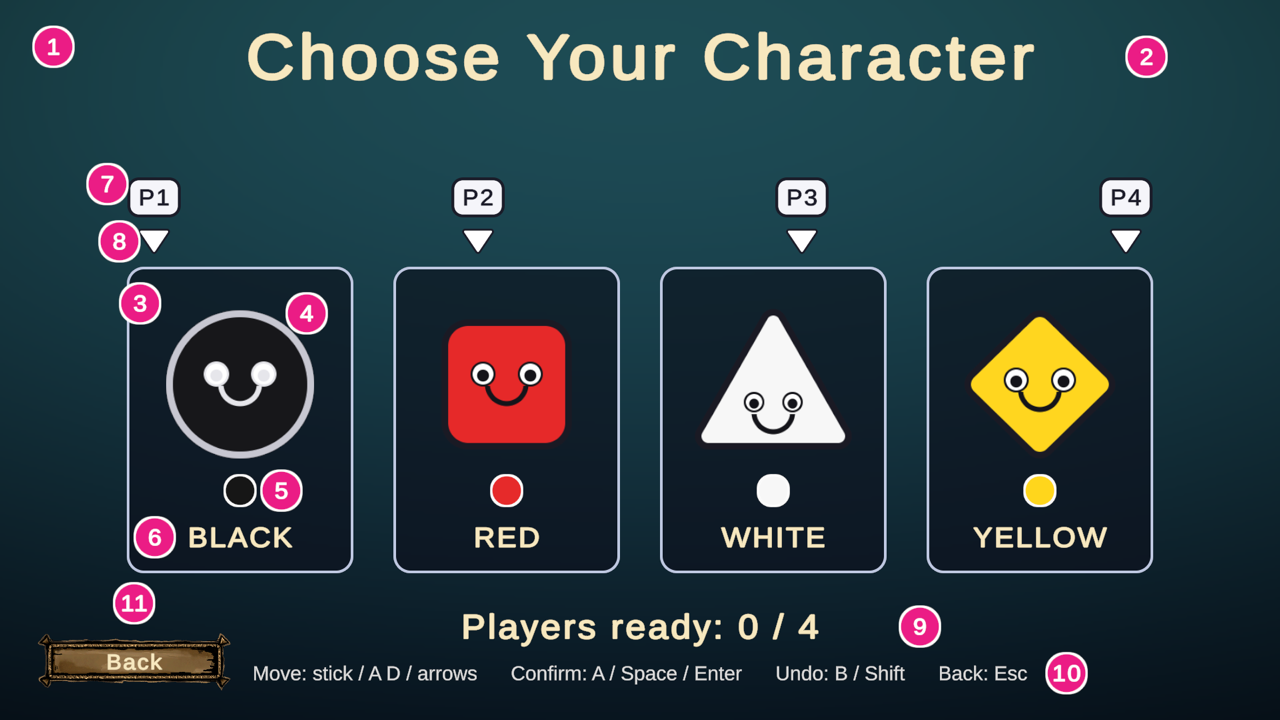 1
Choose Your Character
2
7
P1
P2
P3
P4
8
3
4
5
6
BLACK
RED
WHITE
YELLOW
11
Players ready: 0 / 4
9
Back
Move: stick / A D / arrows
Confirm: A / Space / Enter
Undo: B / Shift
Back: Esc
10